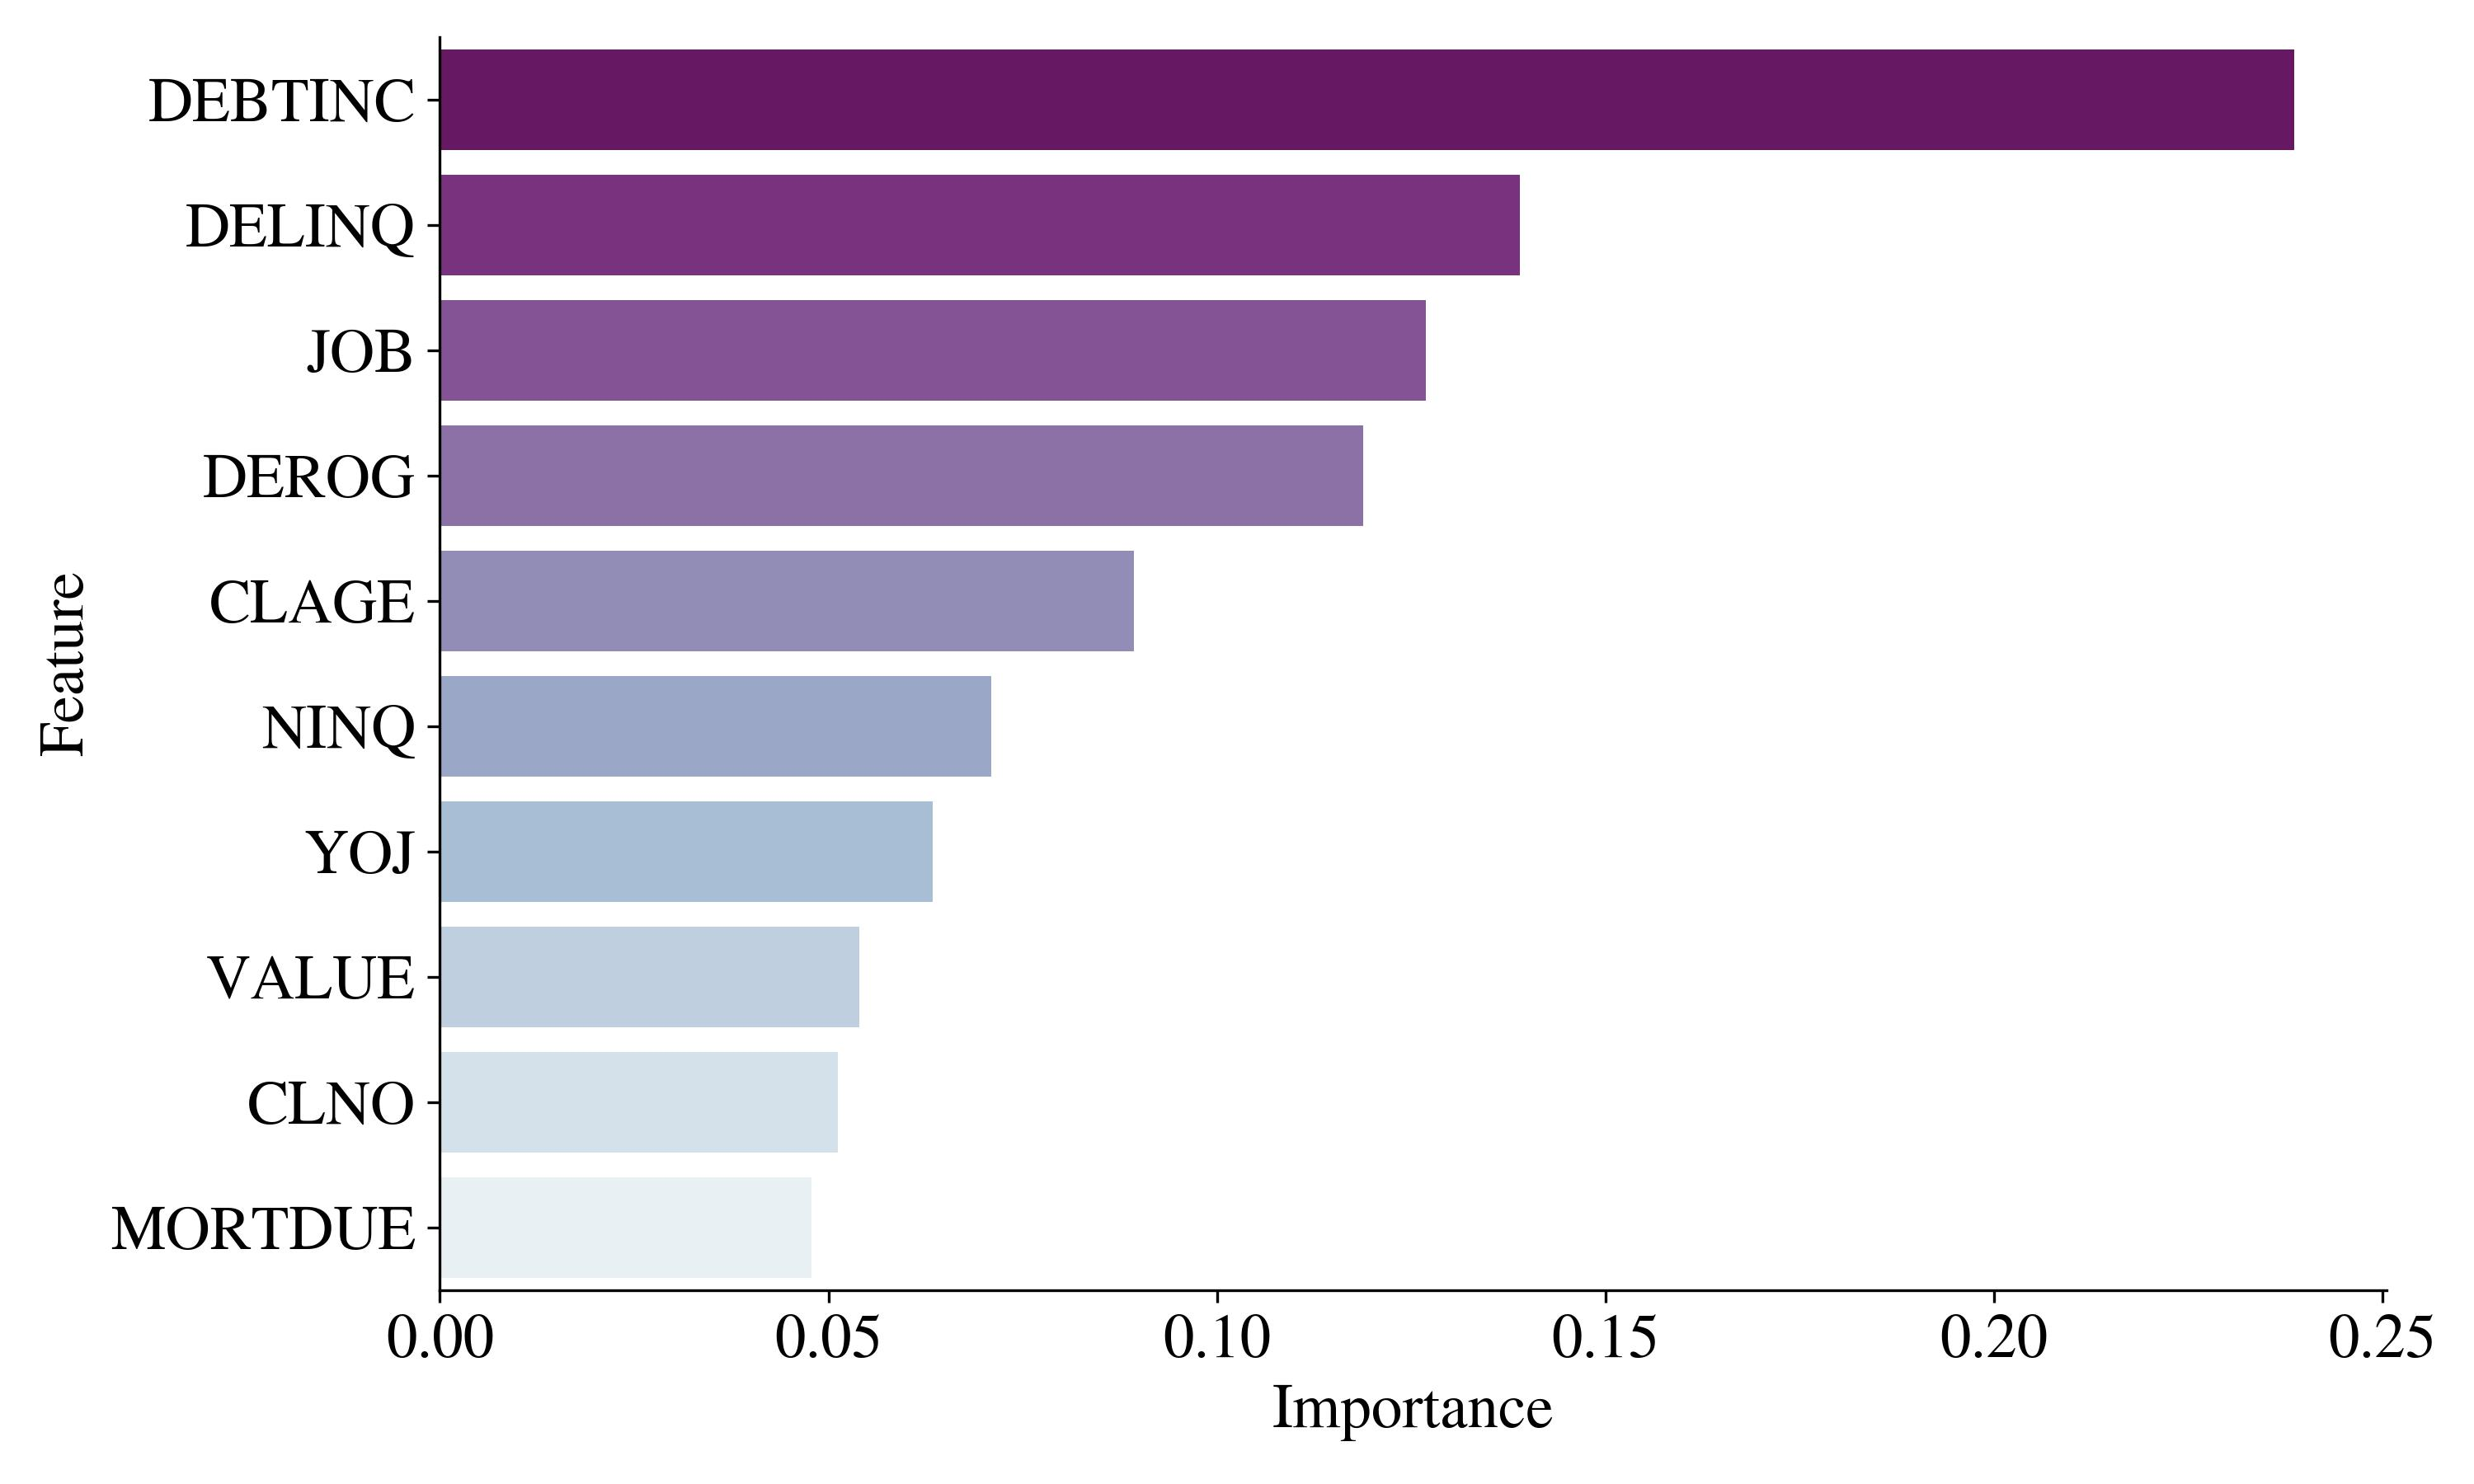 DEBTINC
DELINQ
JOB
DEROG
CLAGE
NINQ
YOJ
VALUE
CLNO
MORTDUE
Feature
0.00 0.05 0.10 0.15 0.20 0.25
Importance